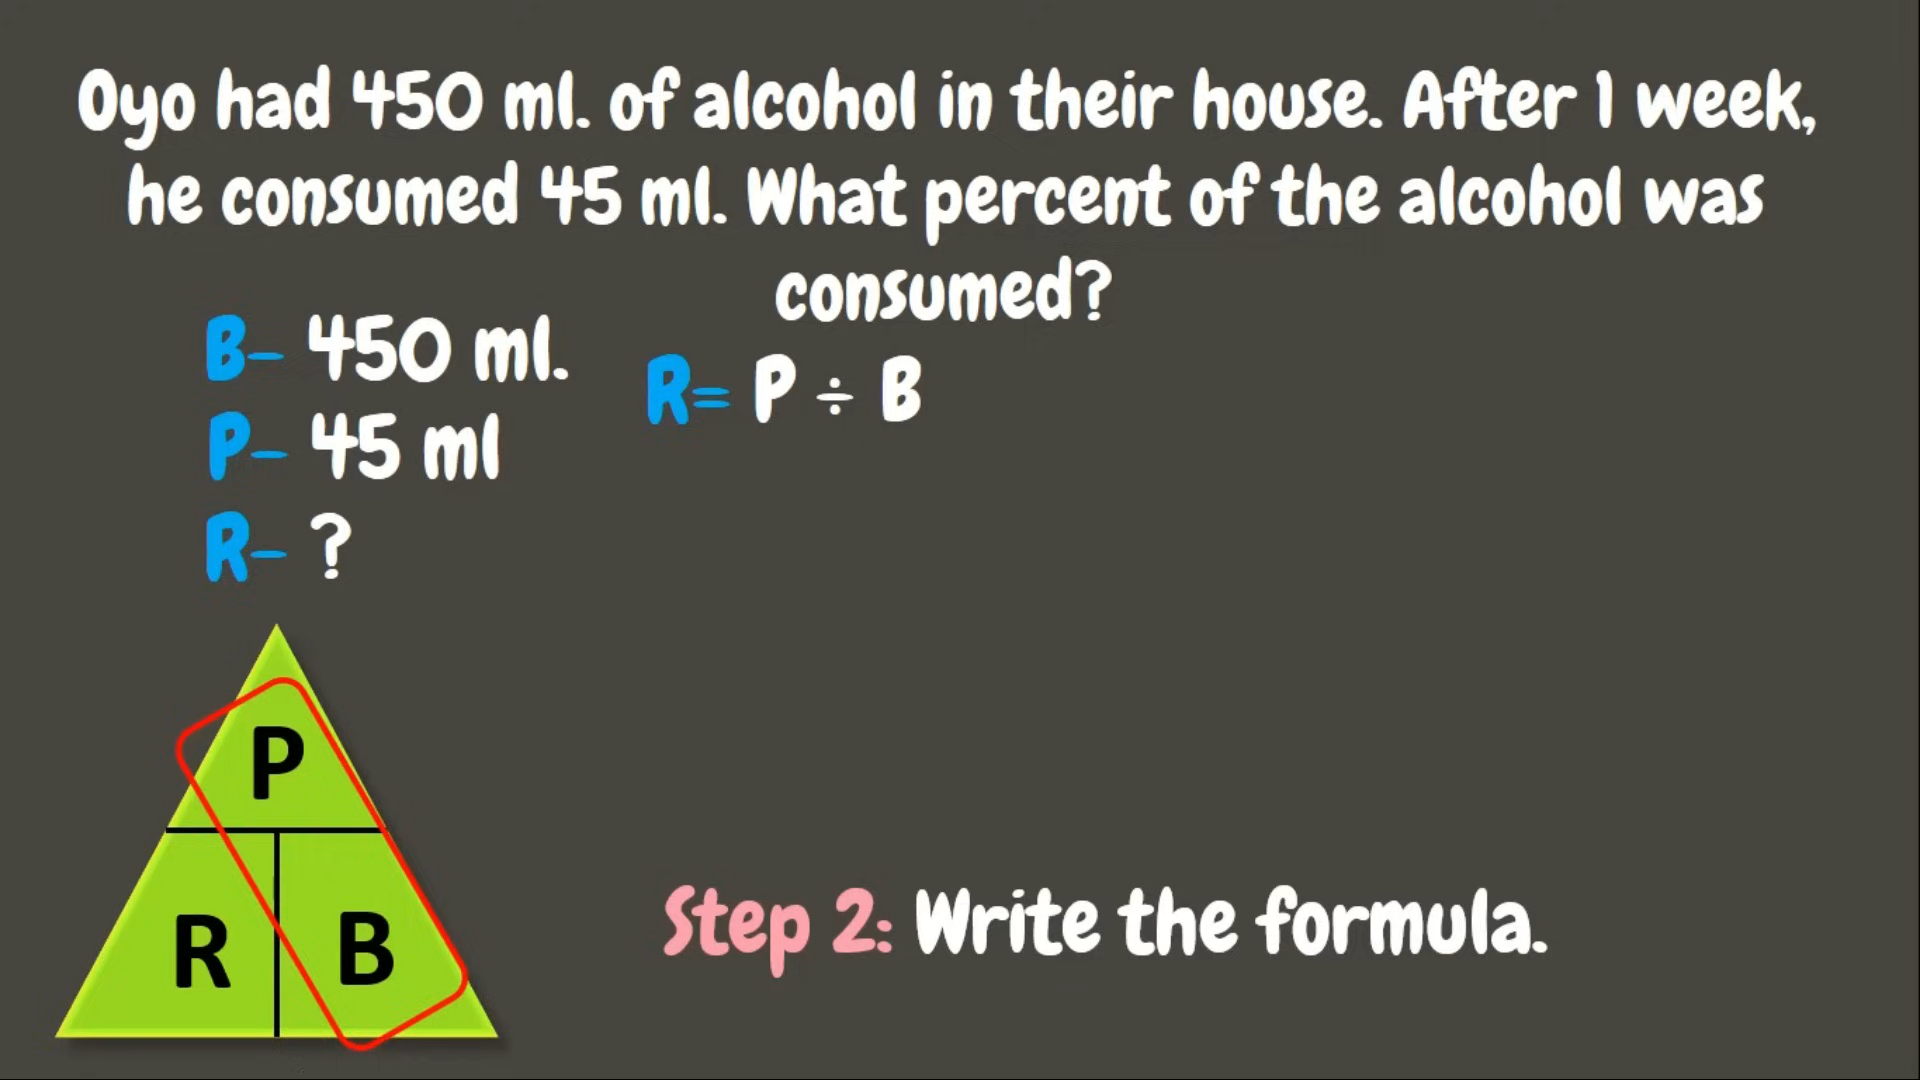 Oyo had 450 ml. of alcohol in their house. After 1 week,
he consumed 45 ml. What percent of the alcohol was
consumed?
B- 450 ml.
P- 45 ml
R- ?
R= P ÷ B
P
R B
Step 2: Write the formula.